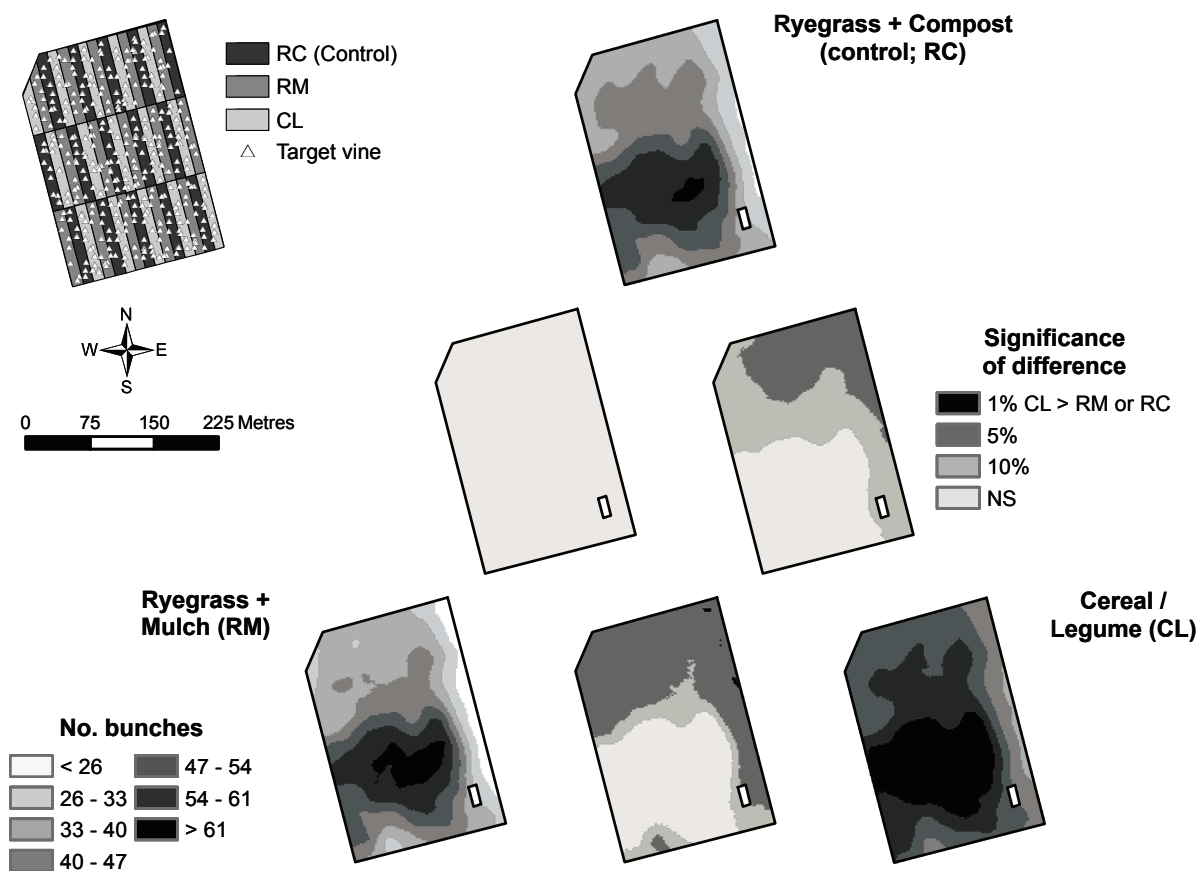 RC (Control)
RM
CL
Target vine
Ryegrass + Compost
(control; RC)
N
W E
S
0 75 150 225 Metres
Significance
of difference
1% CL > RM or RC
5%
10%
NS
Ryegrass +
Mulch (RM)
Cereal /
Legume (CL)
No. bunches
< 26
26 - 33
33 - 40
40 - 47
47 - 54
54 - 61
> 61